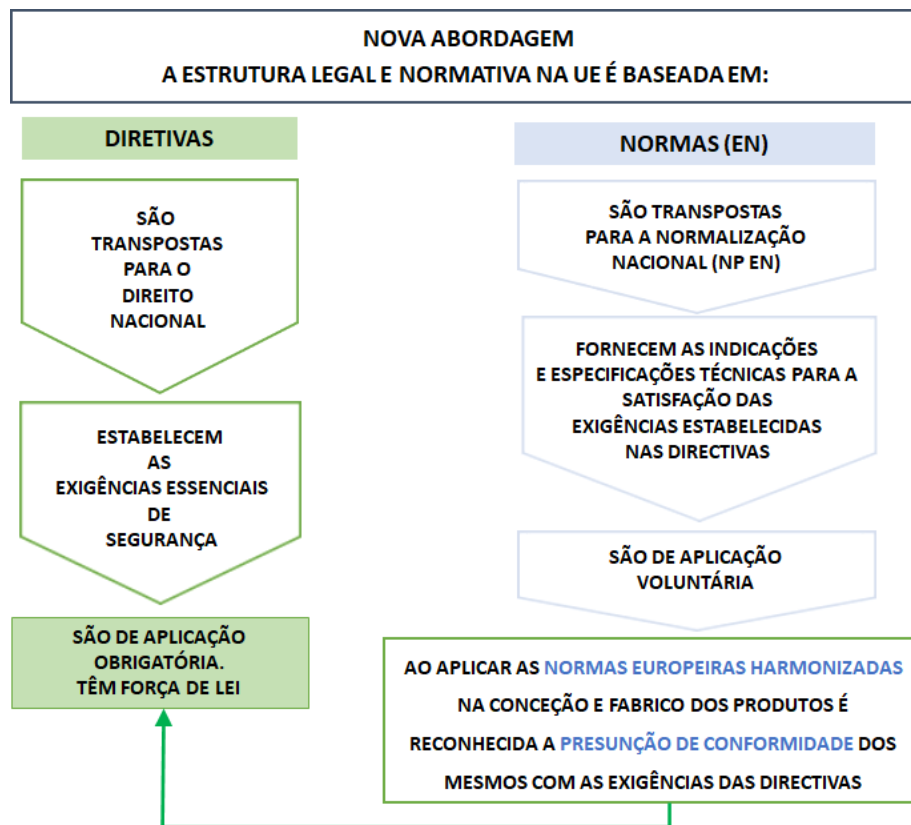 NOVA ABORDAGEM
A ESTRUTURA LEGAL E NORMATIVA NA UE É BASEADA EM:
DIRETIVAS
SÃO
TRANSPOSTAS
PARA O
DIREITO
NACIONAL
ESTABELECEM
AS
EXIGÊNCIAS ESSENCIAIS
DE
SEGURANÇA
SÃO DE APLICAÇÃO
OBRIGATÓRIA.
TÊM FORÇA DE LEI
NORMAS (EN)
SÃO TRANSPOSTAS
PARA A NORMALIZAÇÃO
NACIONAL (NP EN)
FORNECEM AS INDICAÇÕES
E ESPECIFICAÇÕES TÉCNICAS PARA A
SATISFAÇÃO DAS
EXIGÊNCIAS ESTABELECIDAS
NAS DIRECTIVAS
SÃO DE APLICAÇÃO
VOLUNTÁRIA
AO APLICAR AS NORMAS EUROPEIRAS HARMONIZADAS
NA CONCEÇÃO E FABRICO DOS PRODUTOS É
RECONHECIDA A PRESUNÇÃO DE CONFORMIDADE DOS
MESMOS COM AS EXIGÊNCIAS DAS DIRECTIVAS